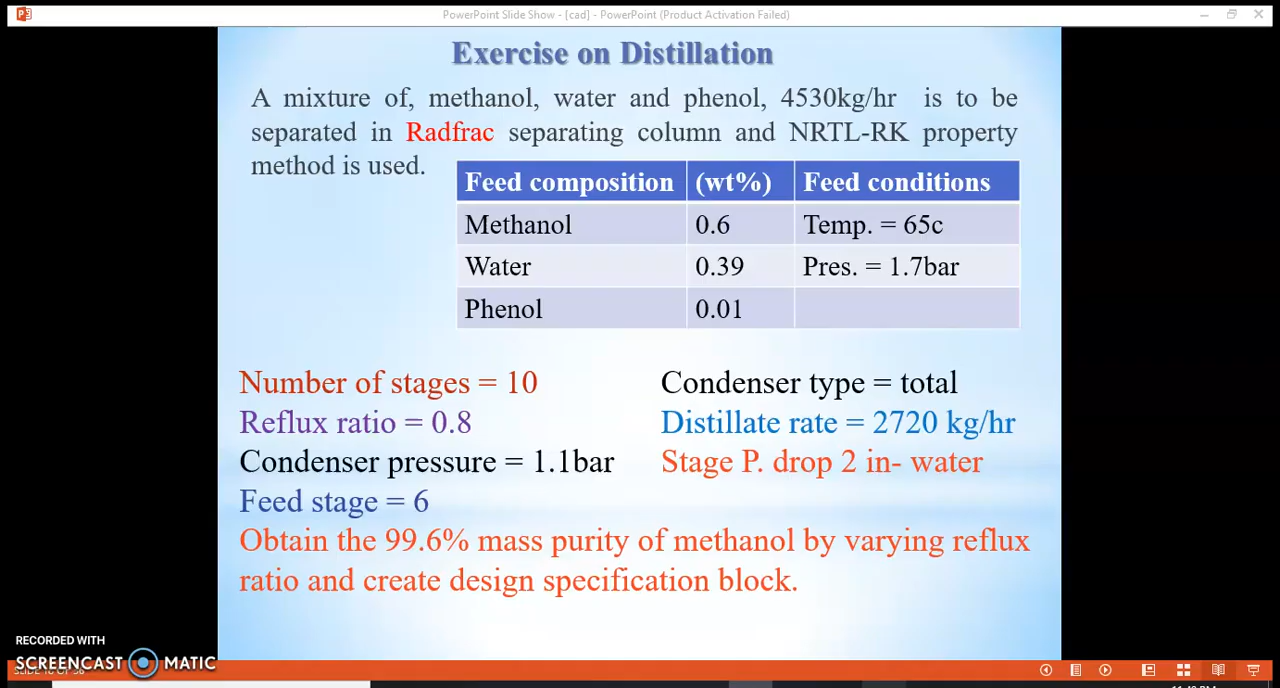 PowerPoint Slide Show - [cad] - PowerPoint (Product Activation Failed)
Exercise on Distillation
A mixture of, methanol, water and phenol, 4530kg/hr is to be
separated in Radfrac separating column and NRTL-RK property
method is used.
Feed composition (wt%) Feed conditions
Methanol 0.6 Temp. = 65c
Water 0.39 Pres. = 1.7bar
Phenol 0.01
Number of stages = 10 Condenser type = total
Reflux ratio = 0.8 Distillate rate = 2720 kg/hr
Condenser pressure = 1.1bar Stage P. drop 2 in- water
Feed stage = 6
Obtain the 99.6% mass purity of methanol by varying reflux
ratio and create design specification block.
RECORDED WITH
SCREENCAST MATIC